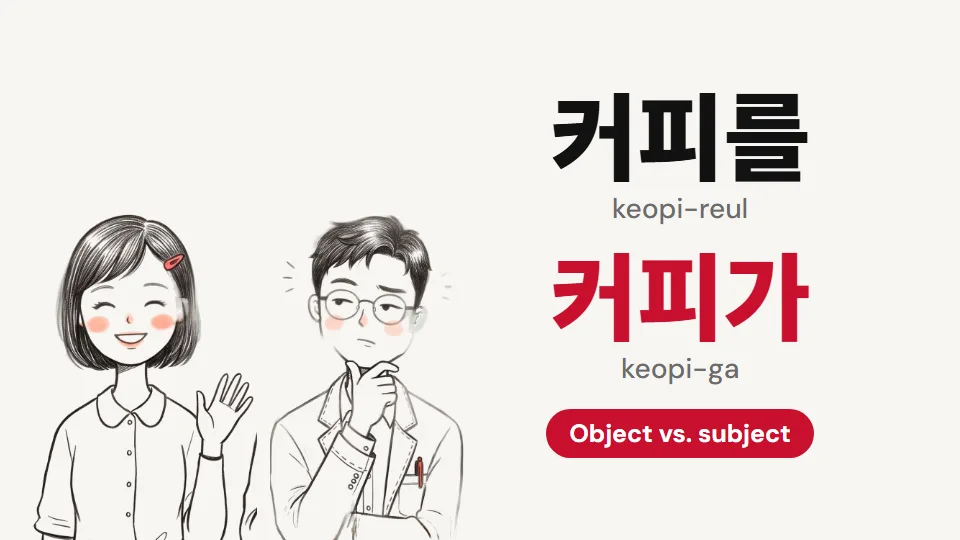 커피를
keopi-reul
커피가
keopi-ga
Object vs. subject